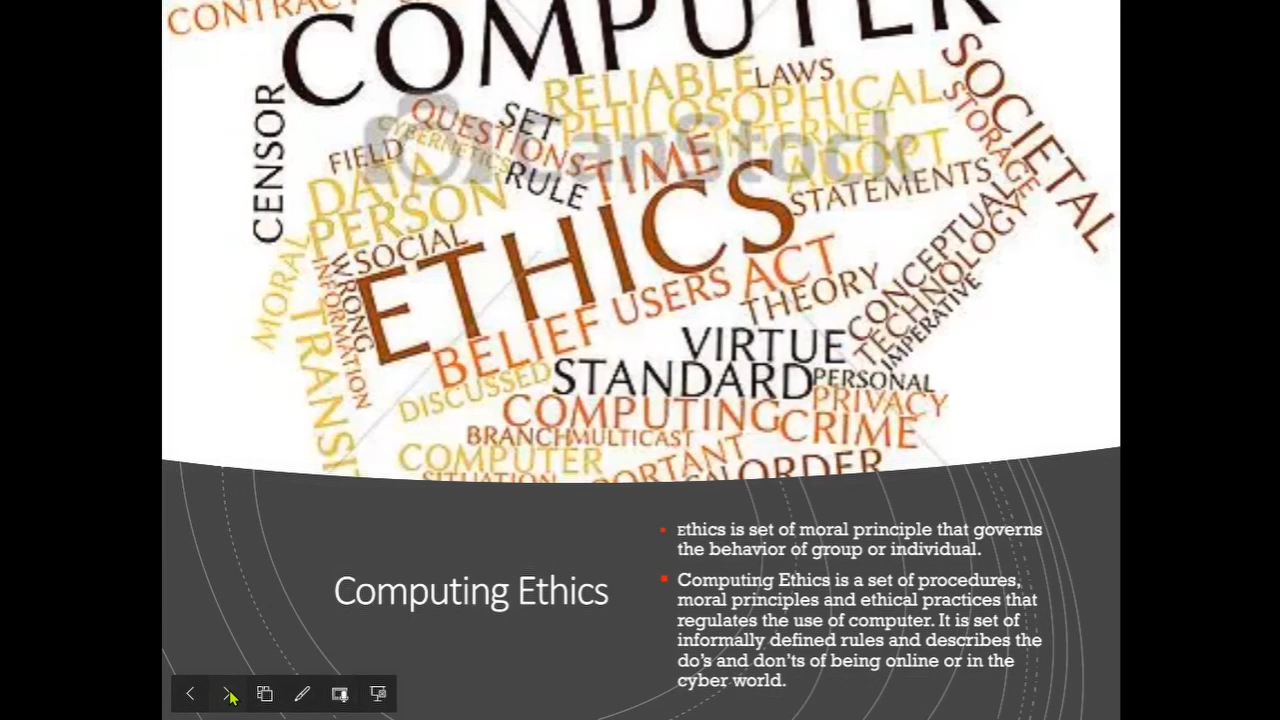 CONTRACT
COMPUTER
SOCIETAL
CENSOR
RELIABLE
LAWS
PHILOSOPHICAL
STORAGE
QUESTIONS
SET
CYBERNETICS
INTERNET
FIELD
TIME
ADOPT
DATA
RULE
STATEMENTS
PERSON
ETHICS
SOCIAL
CONCEPTUAL
TECHNOLOGY
MORAL
WRONG
INFORMATION
USERS
ACT
THEORY
IMPERATIVE
BELIEF
VIRTUE
DISCUSSED
STANDARD
PERSONAL
COMPUTING
PRIVACY
BRANCH
MULTICAST
CRIME
COMPUTER
ORDER
SITUATION
Computing Ethics
Ethics is set of moral principle that governs
the behavior of group or individual.
Computing Ethics is a set of procedures,
moral principles and ethical practices that
regulates the use of computer. It is set of
informally defined rules and describes the
do's and don'ts of being online or in the
cyber world.